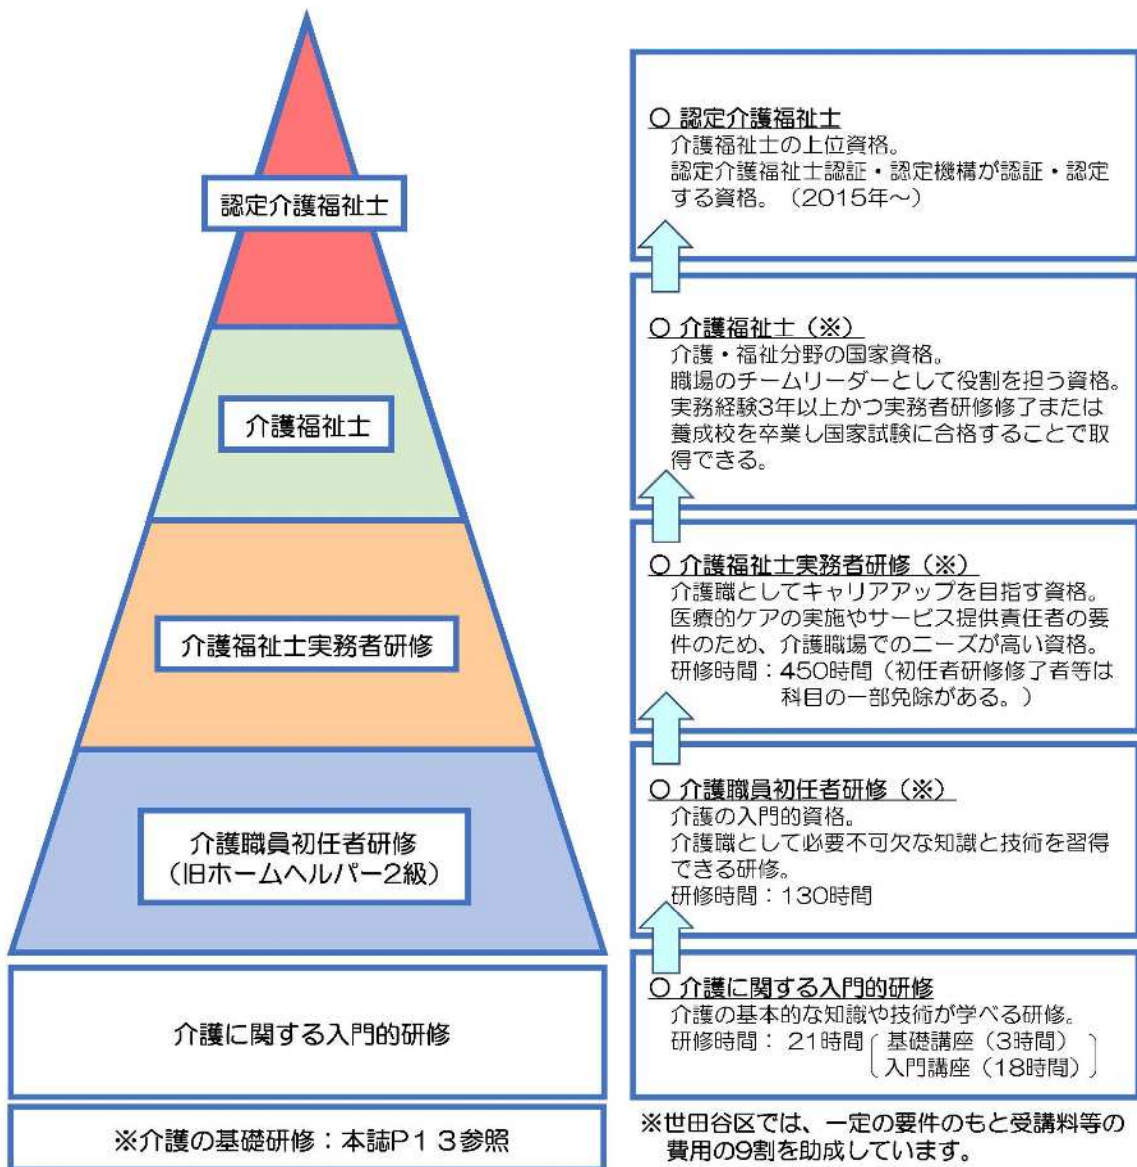 認定介護福祉士
介護福祉士
介護福祉士実務者研修
介護職員初任者研修
（旧ホームヘルパー2級）
介護に関する入門的研修
※介護の基礎研修：本誌P13参照
○ 認定介護福祉士
介護福祉士の上位資格。
認定介護福祉士認証・認定機構が認証・認定
する資格。（2015年～）
○ 介護福祉士（※）
介護・福祉分野の国家資格。
職場のチームリーダーとして役割を担う資格。
実務経験3年以上かつ実務者研修修了または
養成校を卒業し国家試験に合格することで取
得できる。
○ 介護福祉士実務者研修（※）
介護職としてキャリアアップを目指す資格。
医療的ケアの実施やサービス提供責任者の要
件のため、介護職場でのニーズが高い資格。
研修時間：450時間（初任者研修修了者等は
科目の一部免除がある。）
○ 介護職員初任者研修（※）
介護の入門的資格。
介護職として必要不可欠な知識と技術を習得
できる研修。
研修時間：130時間
○ 介護に関する入門的研修
介護の基本的な知識や技術が学べる研修。
研修時間： 21時間 基礎講座（3時間）
入門講座（18時間）
※世田谷区では、一定の要件のもと受講料等の
費用の9割を助成しています。